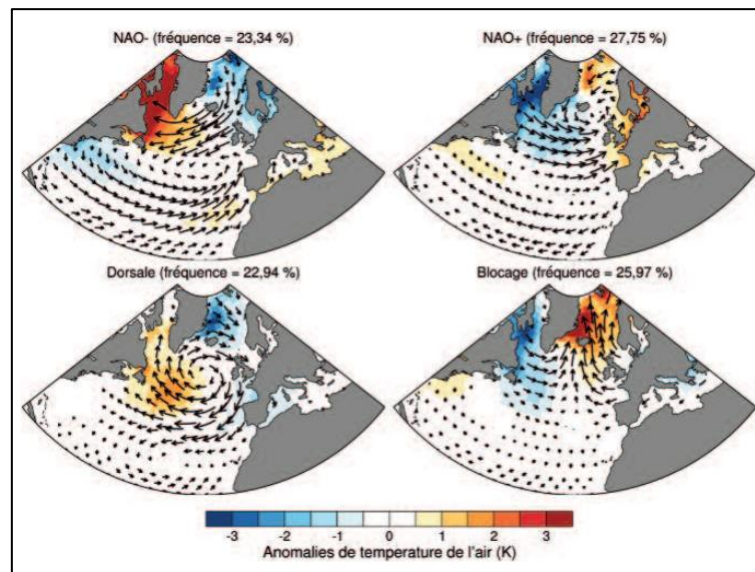 NAO- (fréquence = 23,34 %)
NAO+ (fréquence = 27,75 %)
Dorsale (fréquence = 22,94 %)
Blocage (fréquence = 25,97 %)
-3 -2 -1 0 0 1 2 3
Anomalies de temperature de l'air (K)